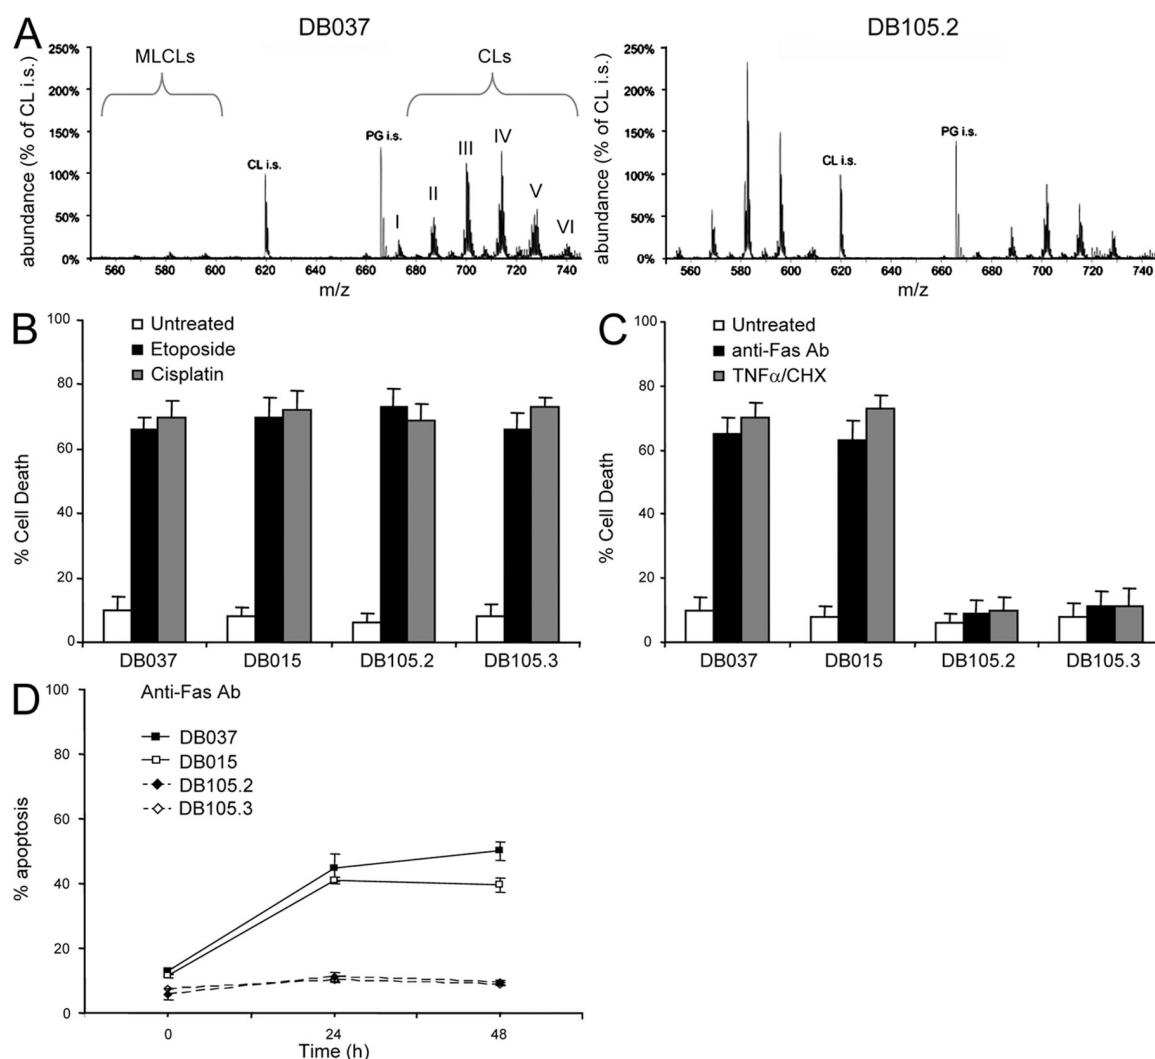 A
DB037
DB105.2
abundance (% of CL i.s.)
250%
200%
150%
100%
50%
0%
MLCLs
CLs
CL i.s.
PG i.s.
I
II
III
IV
V
VI
560 580 600 620 640 660 680 700 720 740
m/z
abundance (% of CL i.s.)
250%
200%
150%
100%
50%
0%
CL i.s.
PG i.s.
560 580 600 620 640 660 680 700 720 740
m/z
B
% Cell Death
100
80
60
40
20
0
Untreated
Etoposide
Cisplatin
DB037 DB015 DB105.2 DB105.3
C
% Cell Death
100
80
60
40
20
0
Untreated
anti-Fas Ab
TNFα/CHX
DB037 DB015 DB105.2 DB105.3
D
Anti-Fas Ab
% apoptosis
100
80
60
40
20
0
DB037
DB015
DB105.2
DB105.3
0 24 48
Time (h)